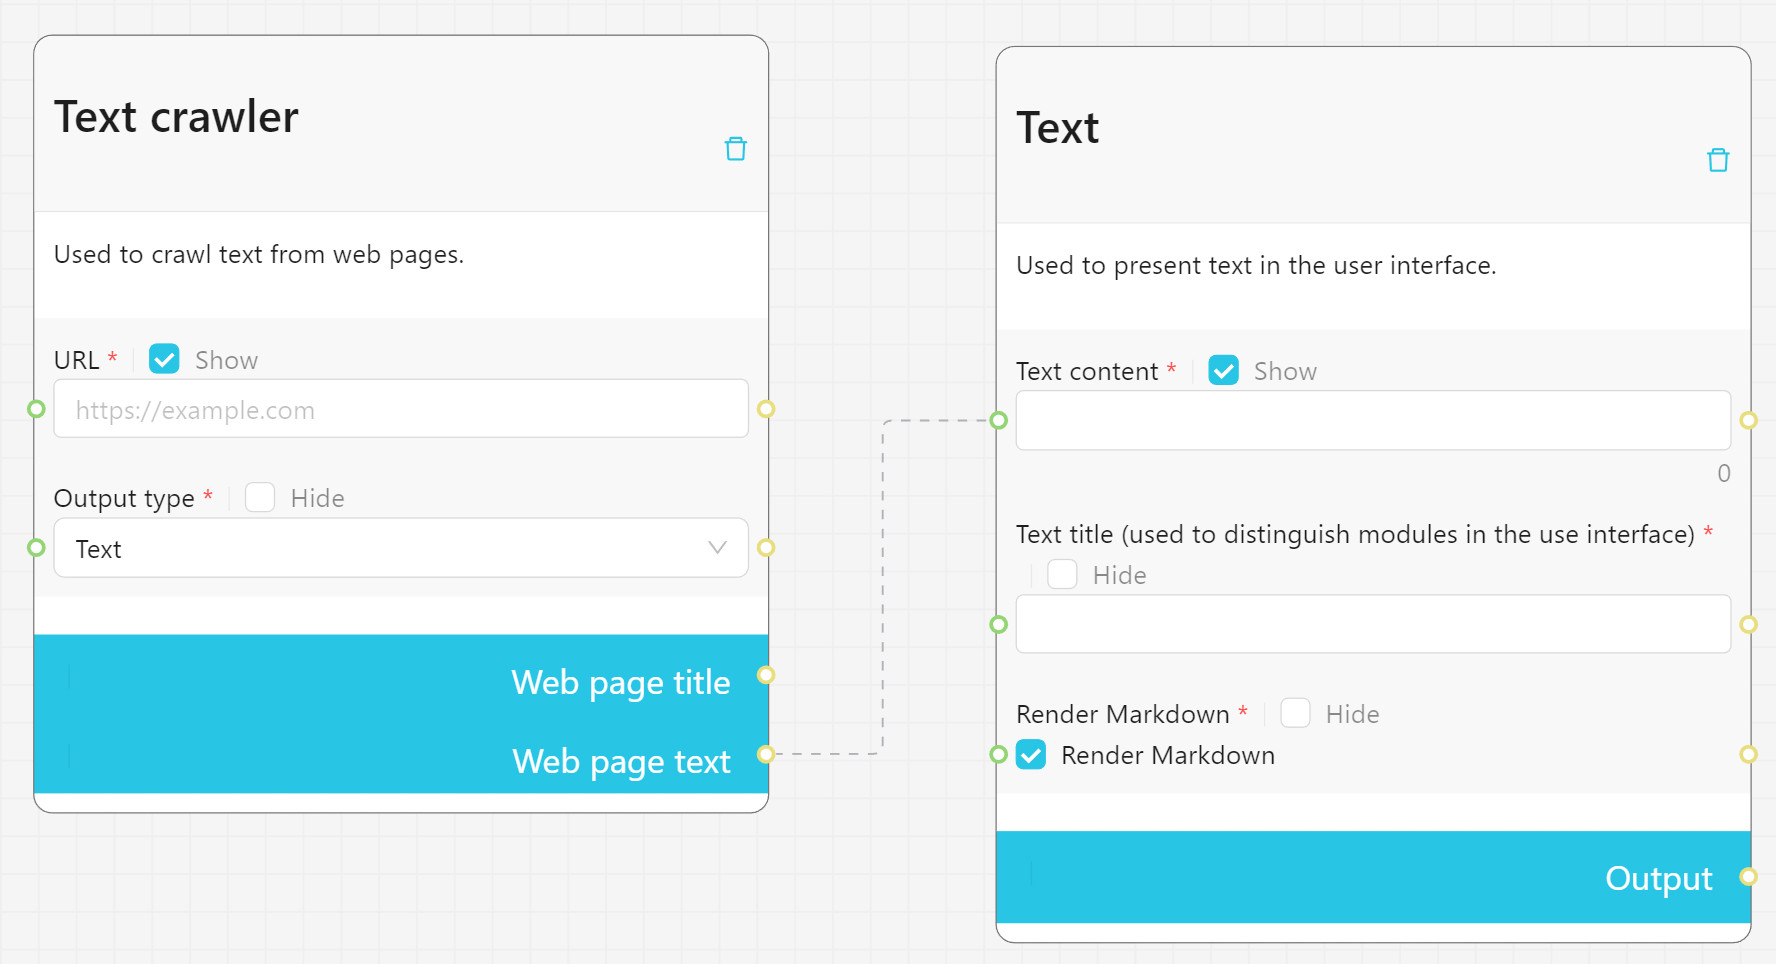 Text crawler
Used to crawl text from web pages.
URL * Show
https://example.com
Output type * Hide
Text
Web page title
Web page text
Text
Used to present text in the user interface.
Text content * Show
0
Text title (used to distinguish modules in the use interface) *
Hide
Render Markdown * Hide
Render Markdown
Output